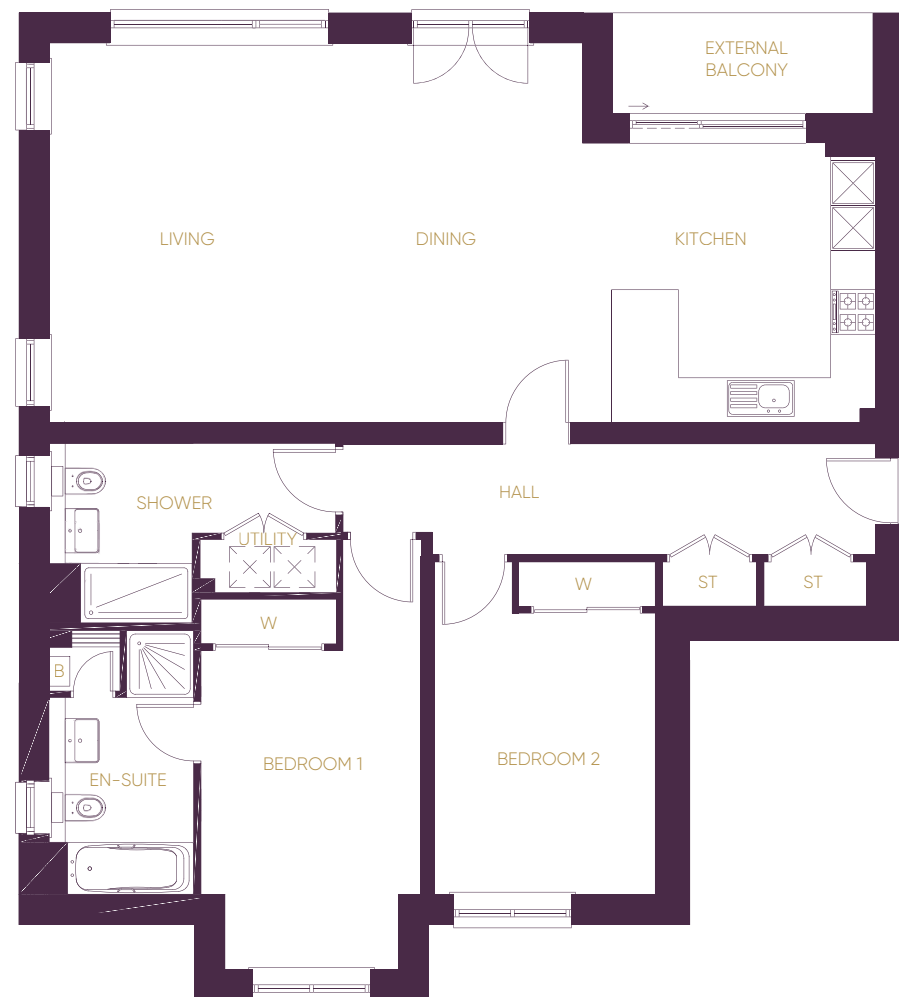 EXTERNAL
BALCONY
LIVING
DINING
KITCHEN
HALL
SHOWER
UTILITY
W
ST
ST
W
B
BEDROOM 1
BEDROOM 2
EN-SUITE